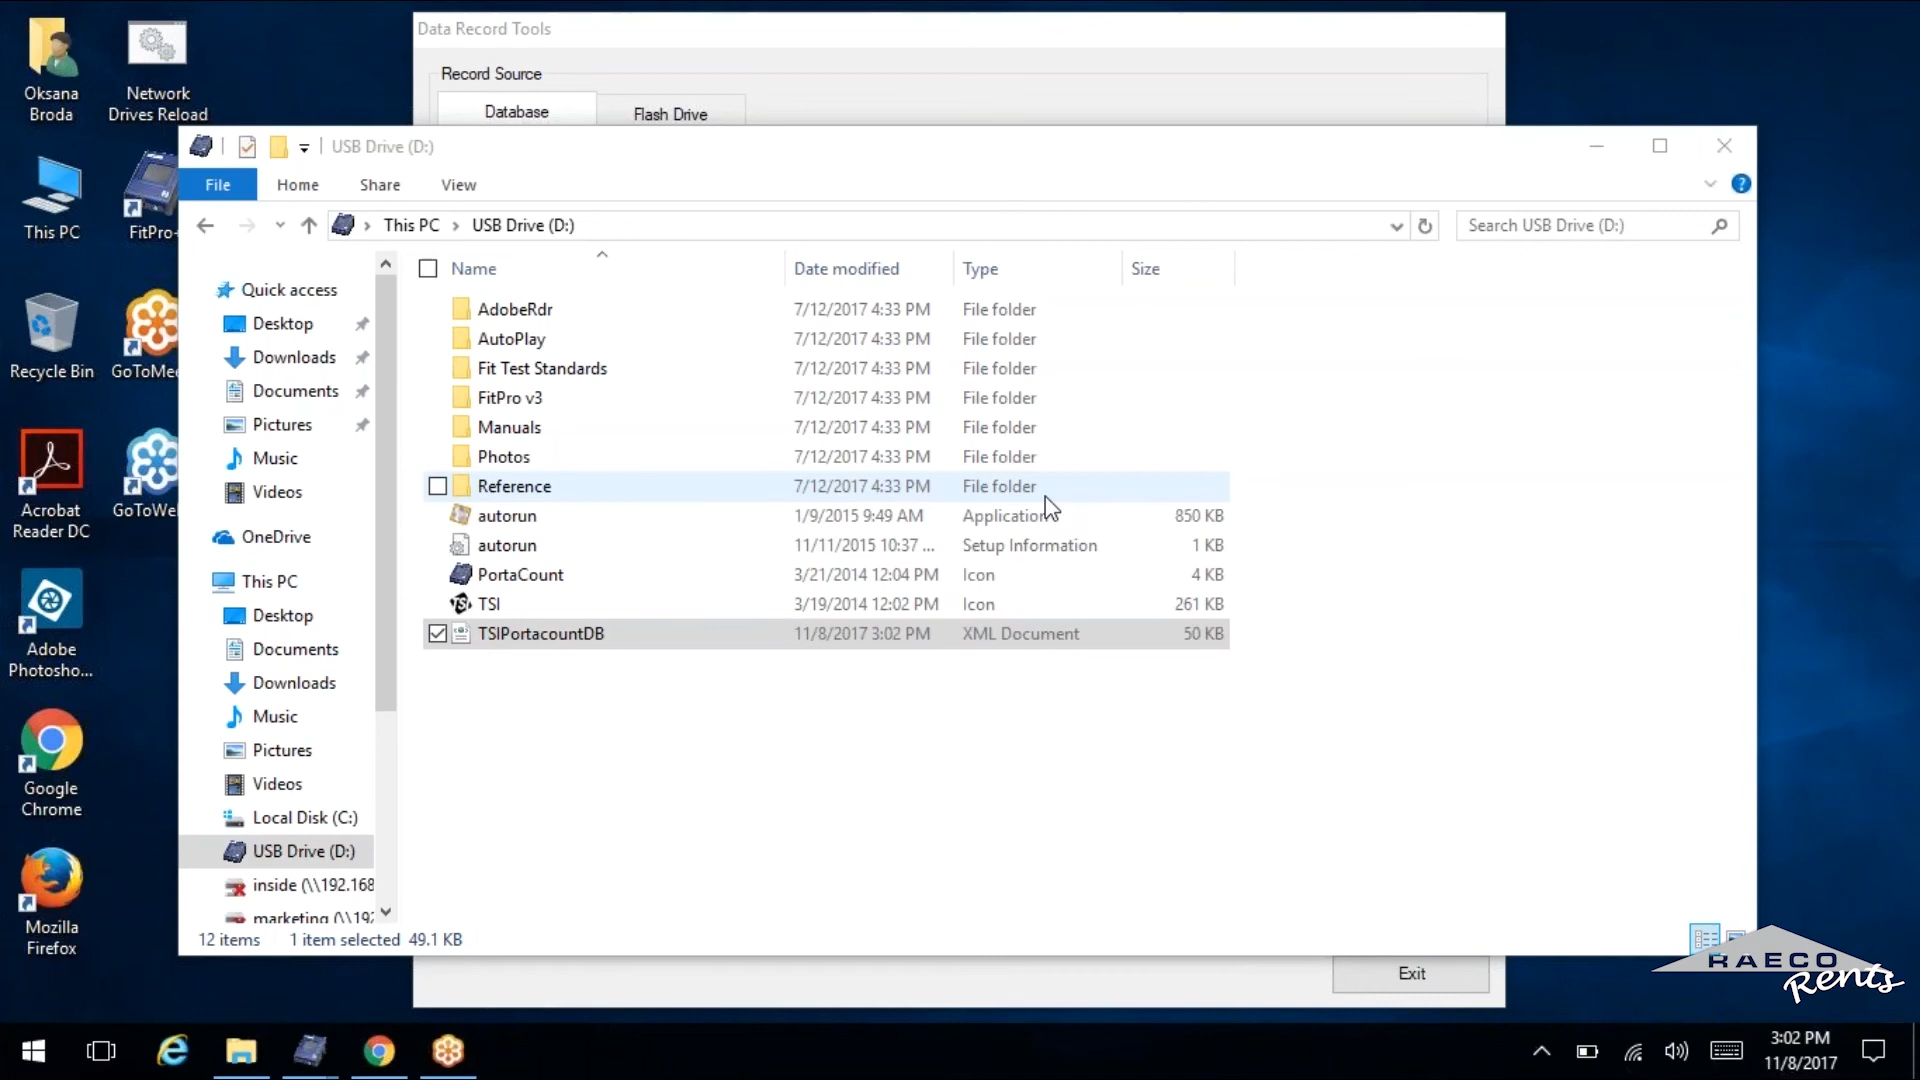 Oksana
Broda
Network
Drives Reload
This PC
FitPro+
Recycle Bin
GoToMee
Acrobat
Reader DC
GoToWel
Adobe
Photosho...
Google
Chrome
Mozilla
Firefox
Data Record Tools
Record Source
Database
Flash Drive
USB Drive (D:)
File
Home
Share
View
This PC
USB Drive (D:)
Search USB Drive (D:)
Quick access
Desktop
Downloads
Documents
Pictures
Music
Videos
OneDrive
This PC
Desktop
Documents
Downloads
Music
Pictures
Videos
Local Disk (C:)
USB Drive (D:)
inside (\\192.168
marketing (\\192
Name Date modified Type Size
AdobeRdr 7/12/2017 4:33 PM File folder
AutoPlay 7/12/2017 4:33 PM File folder
Fit Test Standards 7/12/2017 4:33 PM File folder
FitPro v3 7/12/2017 4:33 PM File folder
Manuals 7/12/2017 4:33 PM File folder
Photos 7/12/2017 4:33 PM File folder
Reference 7/12/2017 4:33 PM File folder
autorun 1/9/2015 9:49 AM Application 850 KB
autorun 11/11/2015 10:37 ... Setup Information 1 KB
PortaCount 3/21/2014 12:04 PM Icon 4 KB
TSI 3/19/2014 12:02 PM Icon 261 KB
TSIPortacountDB 11/8/2017 3:02 PM XML Document 50 KB
12 items 1 item selected 49.1 KB
Exit
RAECO
Rents
3:02 PM
11/8/2017